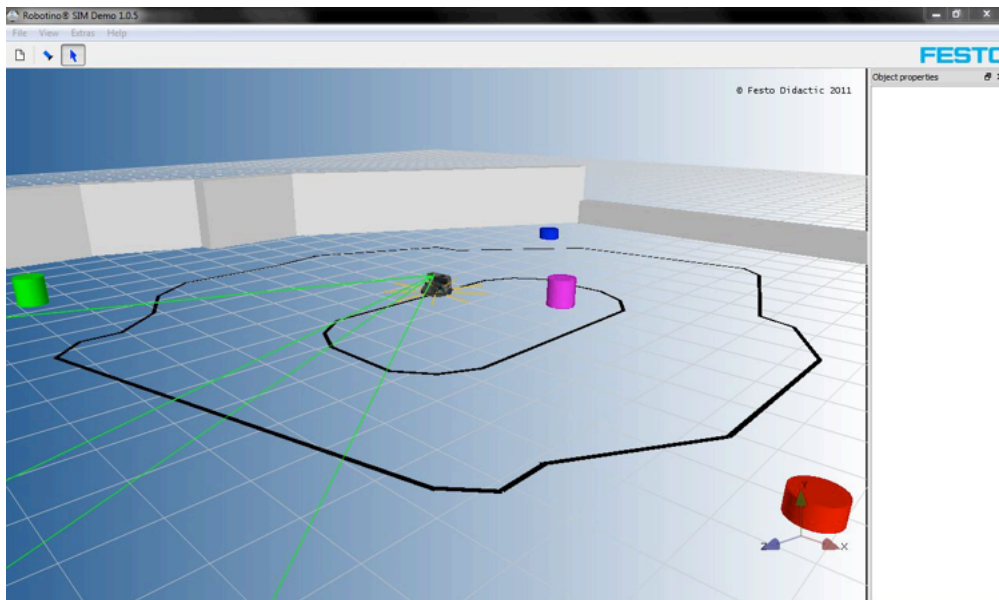 Robotino® SIM Demo 1.0.5
File View Extras Help
FESTO
Object properties
© Festo Didactic 2011
Y
Z
X